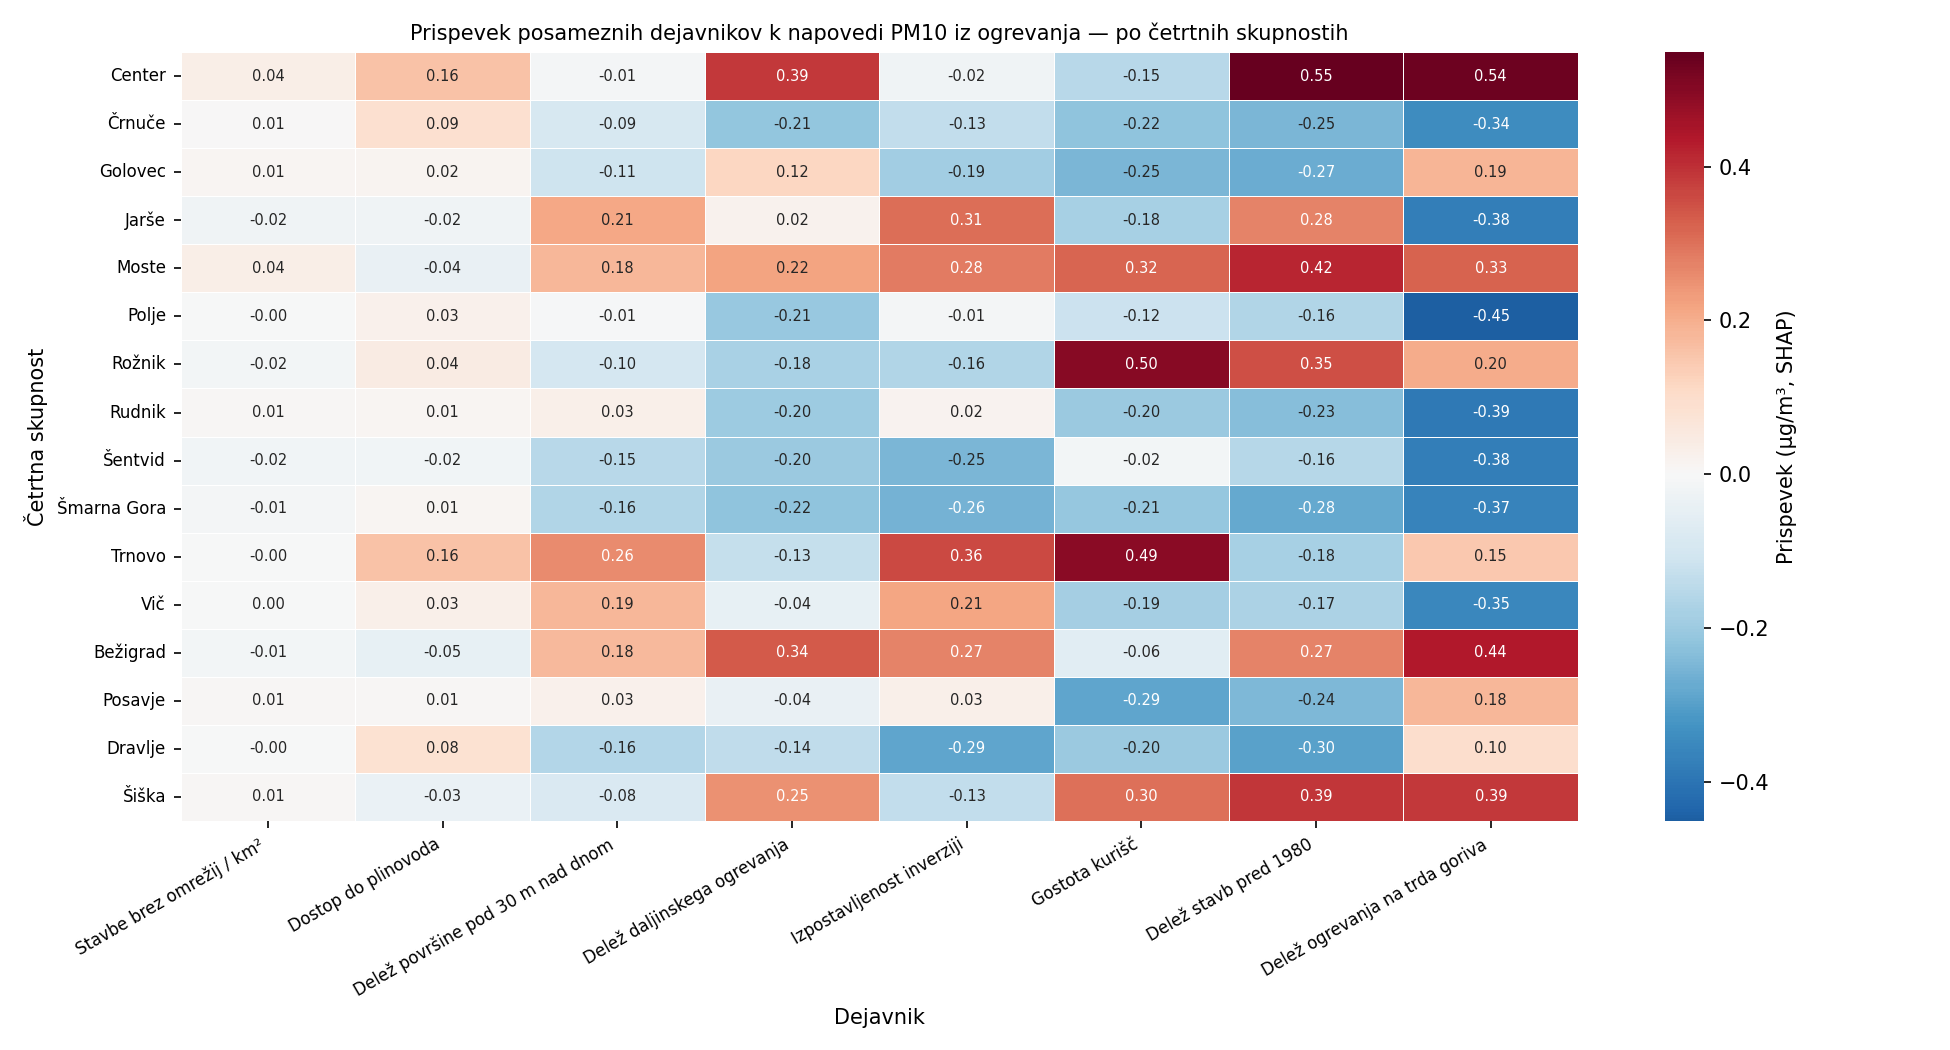 Prispevek posameznih dejavnikov k napovedi PM10 iz ogrevanja — po četrtnih skupnostih
Četrtna skupnost
Center 0.04 0.16 -0.01 0.39 -0.02 -0.15 0.55 0.54
Črnuče 0.01 0.09 -0.09 -0.21 -0.13 -0.22 -0.25 -0.34
Golovec 0.01 0.02 -0.11 0.12 -0.19 -0.25 -0.27 0.19
Jarše -0.02 -0.02 0.21 0.02 0.31 -0.18 0.28 -0.38
Moste 0.04 -0.04 0.18 0.22 0.28 0.32 0.42 0.33
Polje -0.00 0.03 -0.01 -0.21 -0.01 -0.12 -0.16 -0.45
Rožnik -0.02 0.04 -0.10 -0.18 -0.16 0.50 0.35 0.20
Rudnik 0.01 0.01 0.03 -0.20 0.02 -0.20 -0.23 -0.39
Šentvid -0.02 -0.02 -0.15 -0.20 -0.25 -0.02 -0.16 -0.38
Šmarna Gora -0.01 0.01 -0.16 -0.22 -0.26 -0.21 -0.28 -0.37
Trnovo -0.00 0.16 0.26 -0.13 0.36 0.49 -0.18 0.15
Vič 0.00 0.03 0.19 -0.04 0.21 -0.19 -0.17 -0.35
Bežigrad -0.01 -0.05 0.18 0.34 0.27 -0.06 0.27 0.44
Posavje 0.01 0.01 0.03 -0.04 0.03 -0.29 -0.24 0.18
Dravlje -0.00 0.08 -0.16 -0.14 -0.29 -0.20 -0.30 0.10
Šiška 0.01 -0.03 -0.08 0.25 -0.13 0.30 0.39 0.39
Stavbe brez omrežij / km²
Dostop do plinovoda
Delež površine pod 30 m nad dnom
Delež daljinskega ogrevanja
Izpostavljenost inverziji
Gostota kurišč
Delež stavb pred 1980
Delež ogrevanja na trda goriva
Dejavnik
0.4
0.2
0.0
−0.2
−0.4
Prispevek (µg/m³, SHAP)